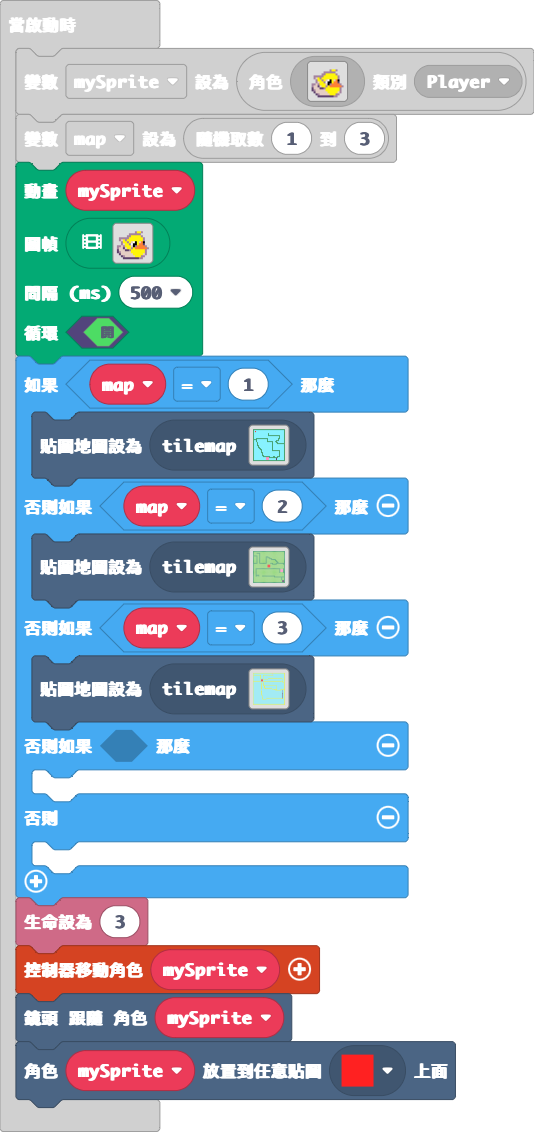 當啟動時
變數 mySprite 設為 角色 類別 Player
變數 map 設為 隨機取數 1 到 3
動畫 mySprite
圖幀
間隔 (ms) 500
循環 開
如果 map = 1 那麼
貼圖地圖設為 tilemap
否則如果 map = 2 那麼
貼圖地圖設為 tilemap
否則如果 map = 3 那麼
貼圖地圖設為 tilemap
否則如果 那麼
否則
生命設為 3
控制器移動角色 mySprite
鏡頭 跟隨 角色 mySprite
角色 mySprite 放置到任意貼圖 上面